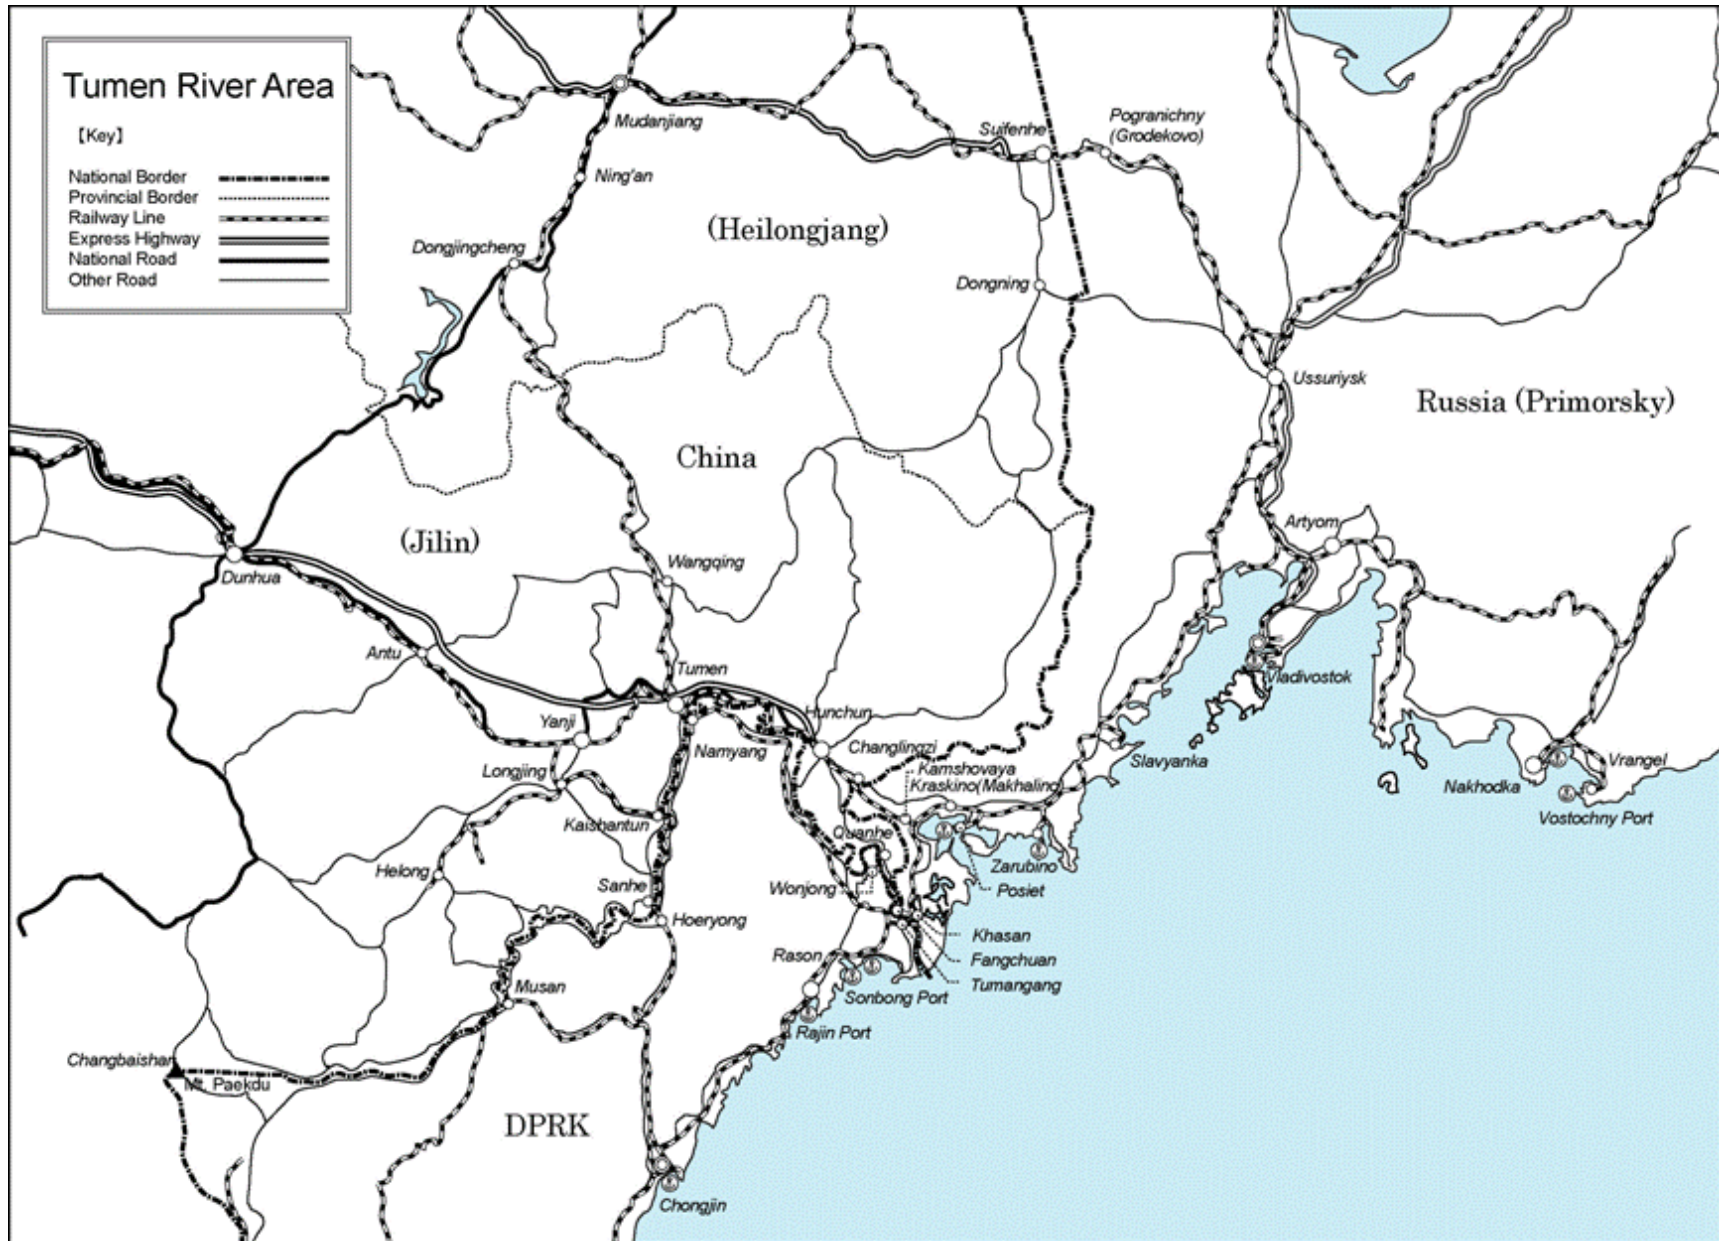 Tumen River Area
【Key】
National Border
Provincial Border
Railway Line
Express Highway
National Road
Other Road
Mudanjiang
Suifenhe
Pogranichny
(Grodekovo)
Ning'an
(Heilongjang)
Dongjingcheng
Dongning
Ussuriysk
Russia (Primorsky)
China
(Jilin)
Artyom
Wangqing
Dunhua
Antu
Tumen
Vladivostok
Yanji
Hunchun
Namyang
Changlingzi
Slavyanka
Longjing
Kamshovaya
Vrangel
Kraskino(Makhalino)
Nakhodka
Kaishantun
Vostochny Port
Quanhe
Helong
Zarubino
Sanhe
Wonjong
Posiet
Hoeryong
Khasan
Rason
Fangchuan
Musan
Tumangang
Sonbong Port
Rajin Port
Changbaishan
Mt. Paekdu
DPRK
Chongjin